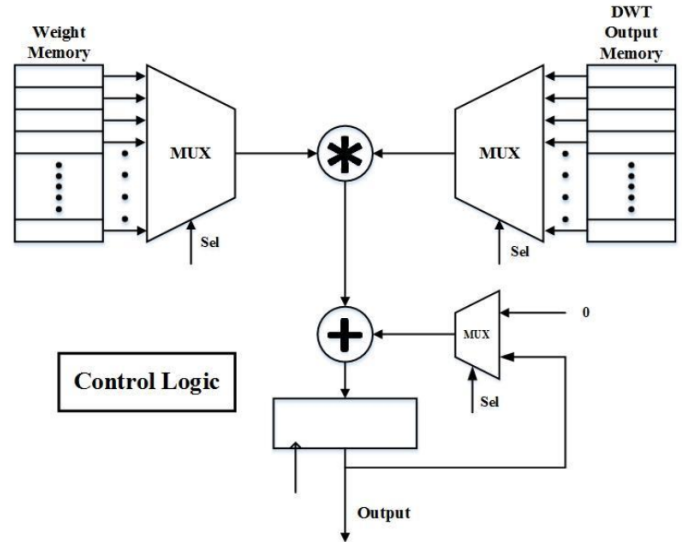 Weight
Memory
DWT
Output
Memory
MUX
MUX
Sel
Sel
0
MUX
Control Logic
Sel
Output